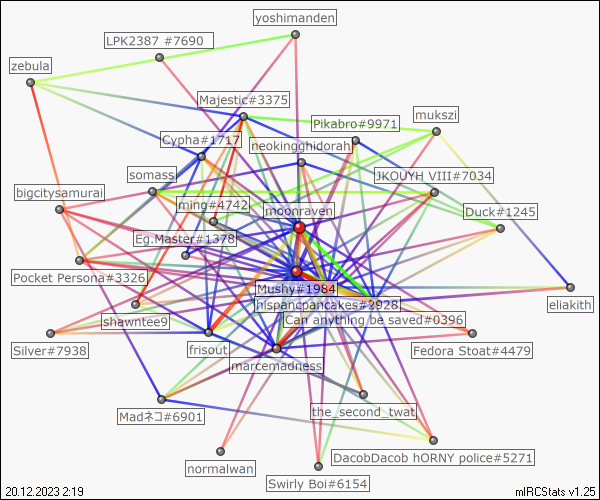 yoshimanden
LPK2387 #7690
zebula
Majestic#3375
Pikabro#9971
mukszi
Cypha#1717
neokingghidorah
somass
JKOUYH VIII#7034
bigcitysamurai
ming#4742
moonraven
Duck#1245
Eg.Master#1378
Pocket Persona#3326
Mushy#1984
hispanicpancakes#2928
eliakith
shawntee9
Can anything be saved#0396
Silver#7938
frisout
Fedora Stoat#4479
marcemadness
Madネコ#6901
the_second_twat
DacobDacob hORNY police#5271
normalwan
Swirly Boi#6154
20.12.2023 2:19
mIRCStats v1.25